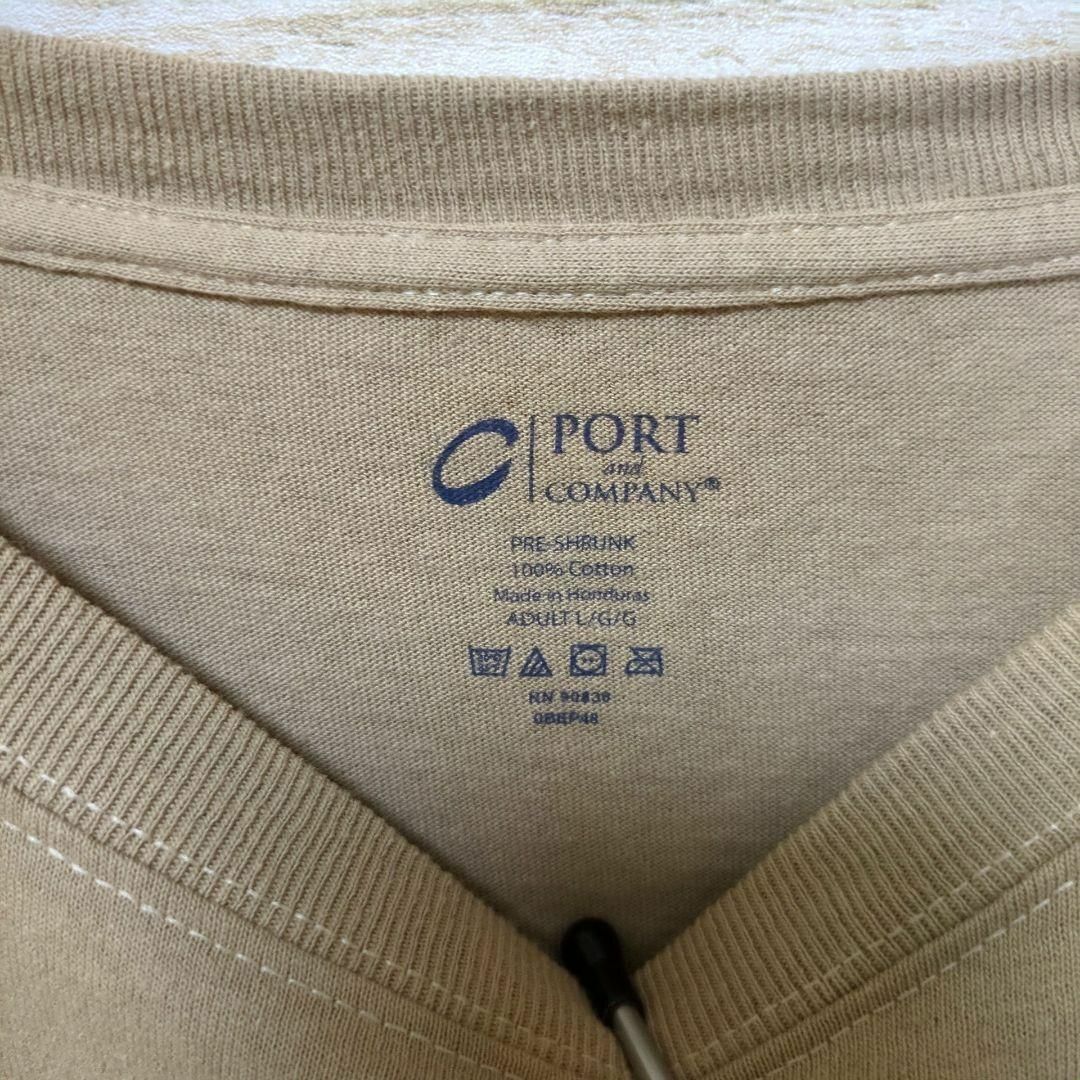 PORT
and
COMPANY®
PRE-SHRUNK
100% Cotton
Made in Honduras
ADULT L/G/G